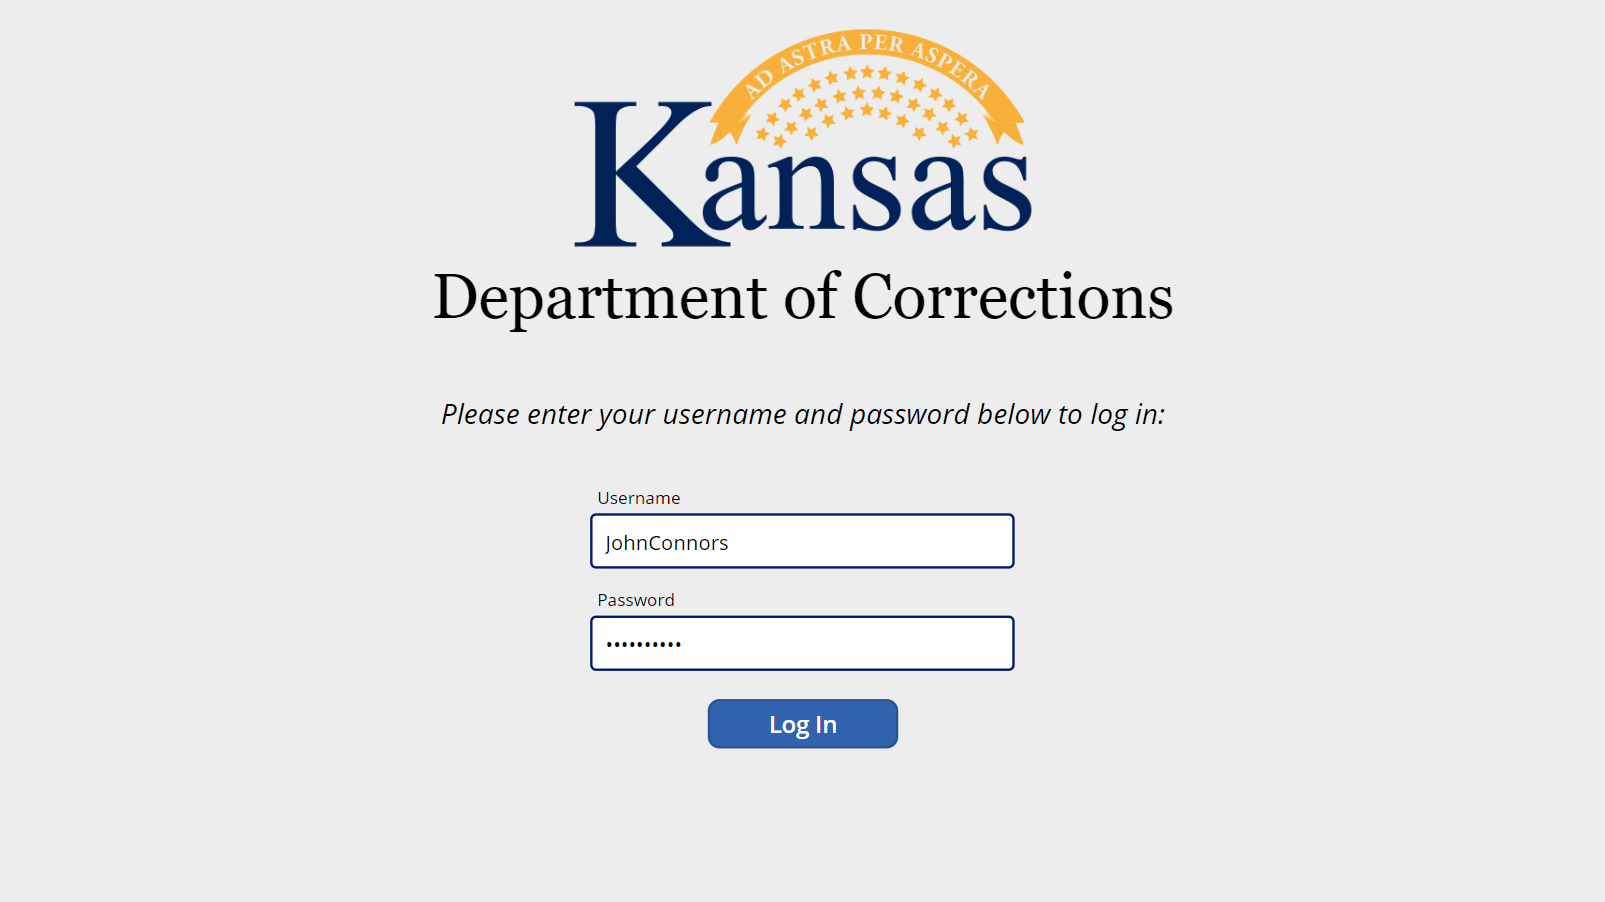 AD ASTRA PER ASPERA
Kansas
Department of Corrections
Please enter your username and password below to log in:
Username
JohnConnors
Password
••••••••••
Log In